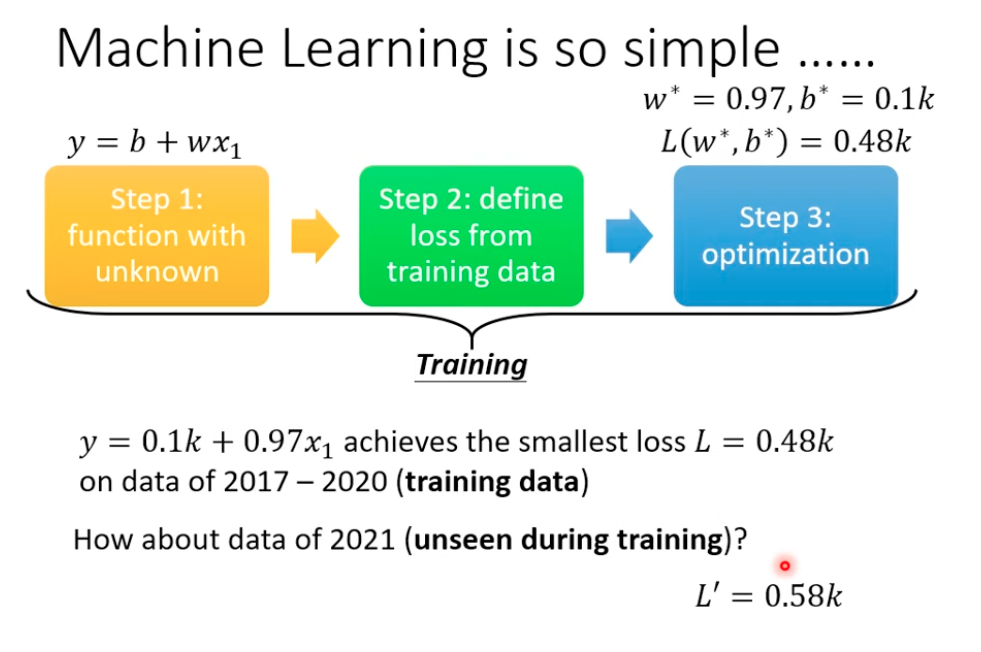 Machine Learning is so simple ……
w* = 0.97, b* = 0.1k
y = b + wx₁
L(w*, b*) = 0.48k
Step 1:
function with
unknown
Step 2: define
loss from
training data
Step 3:
optimization
Training
y = 0.1k + 0.97x₁ achieves the smallest loss L = 0.48k
on data of 2017 – 2020 (training data)
How about data of 2021 (unseen during training)?
L′ = 0.58k